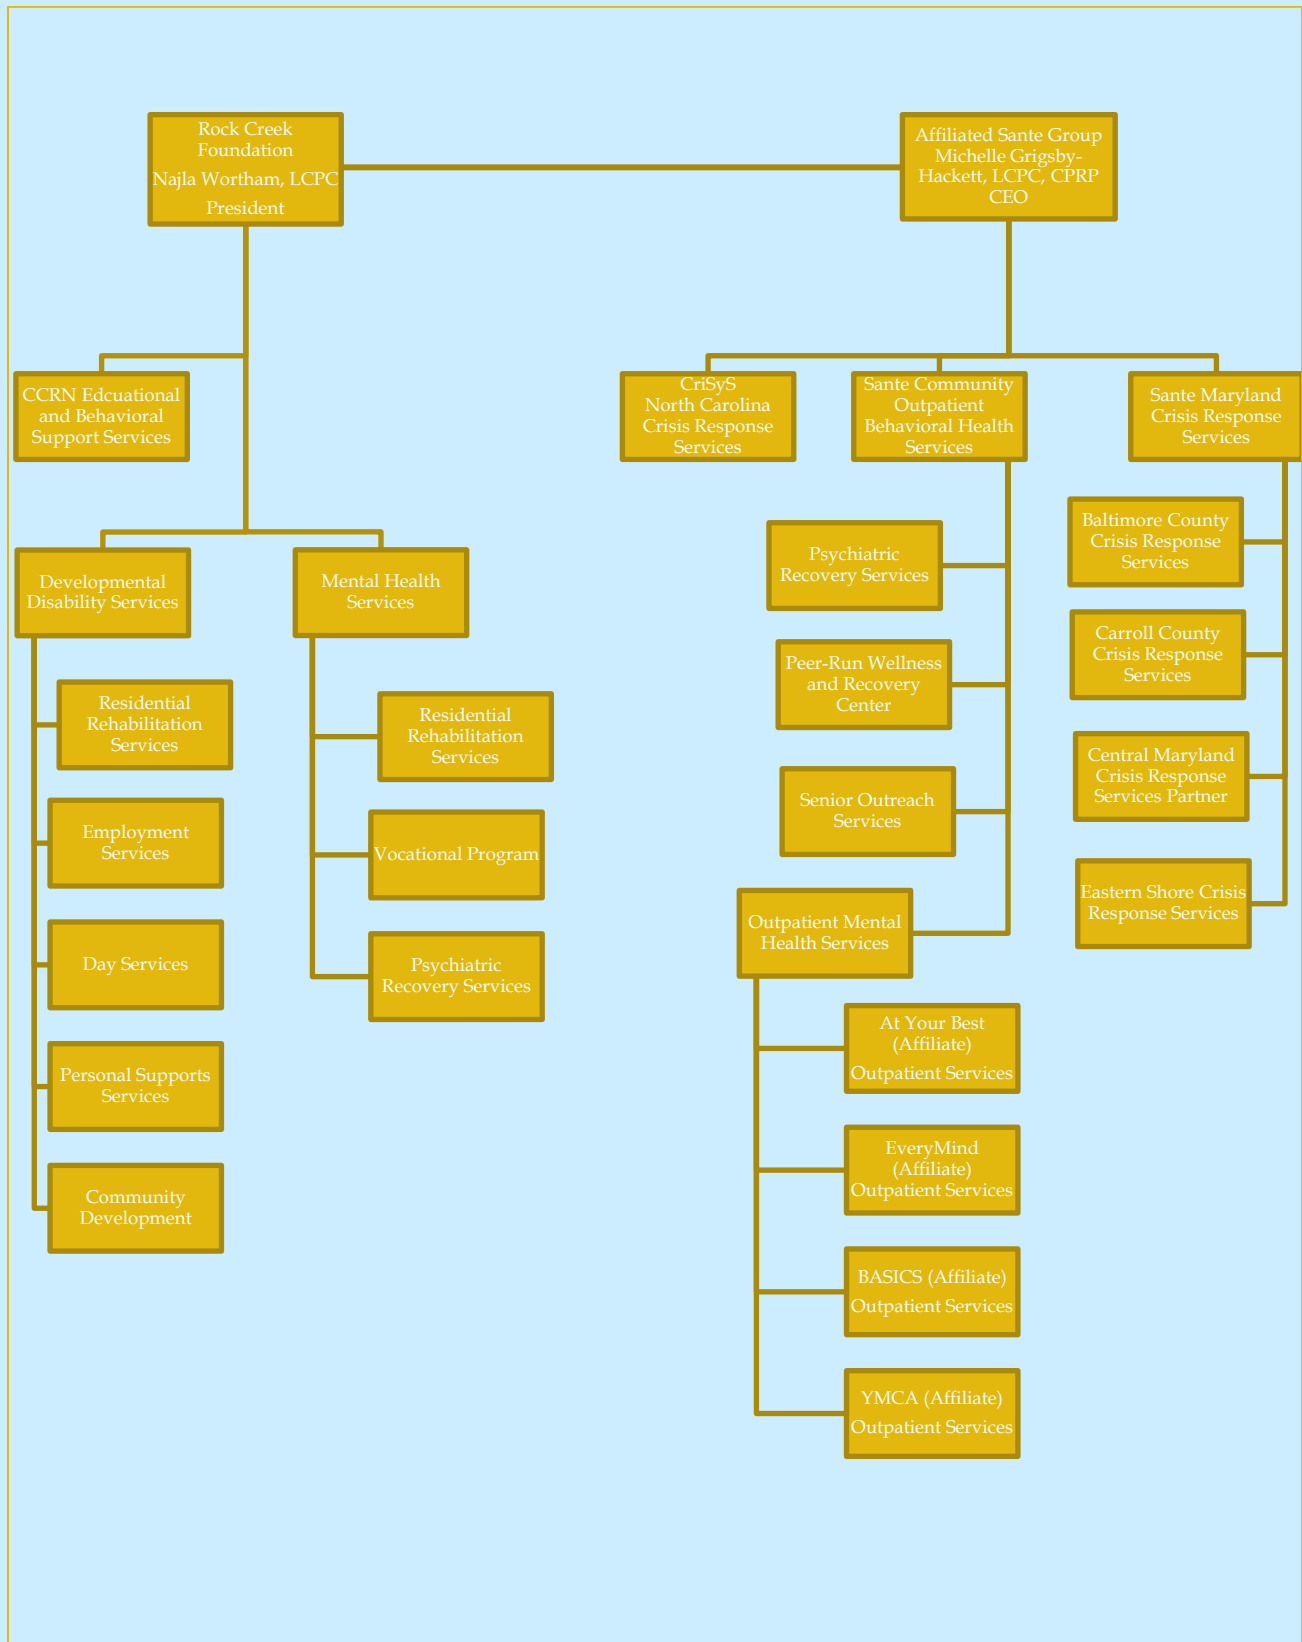 Rock Creek
Foundation
Najla Wortham, LCPC
President
Affiliated Sante Group
Michelle Grigsby-
Hackett, LCPC, CPRP
CEO
CCRN Edcuational
and Behavioral
Support Services
CriSyS
North Carolina
Crisis Response
Services
Sante Community
Outpatient
Behavioral Health
Services
Sante Maryland
Crisis Response
Services
Developmental
Disability Services
Residential
Rehabilitation
Services
Employment
Services
Day Services
Personal Supports
Services
Community
Development
Mental Health
Services
Residential
Rehabilitation
Services
Vocational Program
Psychiatric
Recovery Services
Psychiatric
Recovery Services
Peer-Run Wellness
and Recovery
Center
Senior Outreach
Services
Outpatient Mental
Health Services
At Your Best
(Affiliate)
Outpatient Services
EveryMind
(Affiliate)
Outpatient Services
BASICS (Affiliate)
Outpatient Services
YMCA (Affiliate)
Outpatient Services
Baltimore County
Crisis Response
Services
Carroll County
Crisis Response
Services
Central Maryland
Crisis Response
Services Partner
Eastern Shore Crisis
Response Services